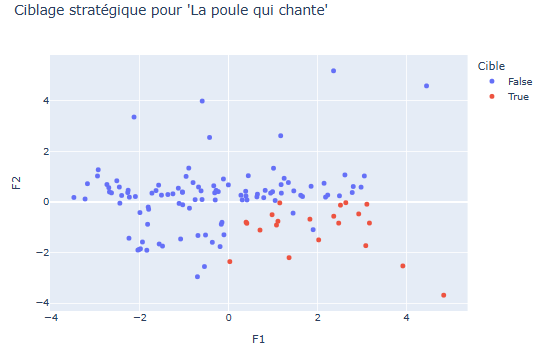 Ciblage stratégique pour 'La poule qui chante'
Cible
False
True
F2
4
2
0
−2
−4
−4
−2
0
2
4
F1